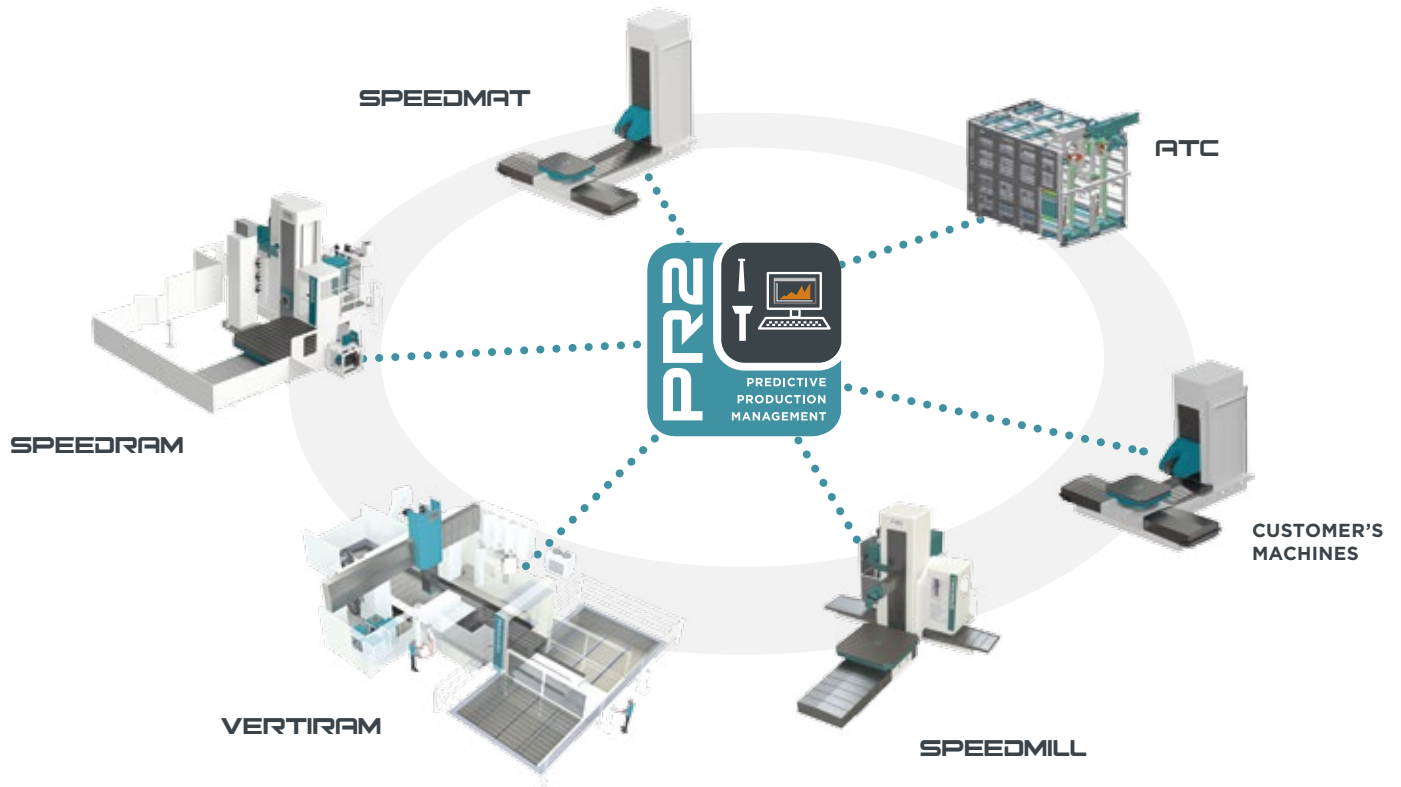 SPEEDMAT
ATC
PR2
PREDICTIVE
PRODUCTION
MANAGEMENT
SPEEDRAM
CUSTOMER'S
MACHINES
VERTIRAM
SPEEDMILL